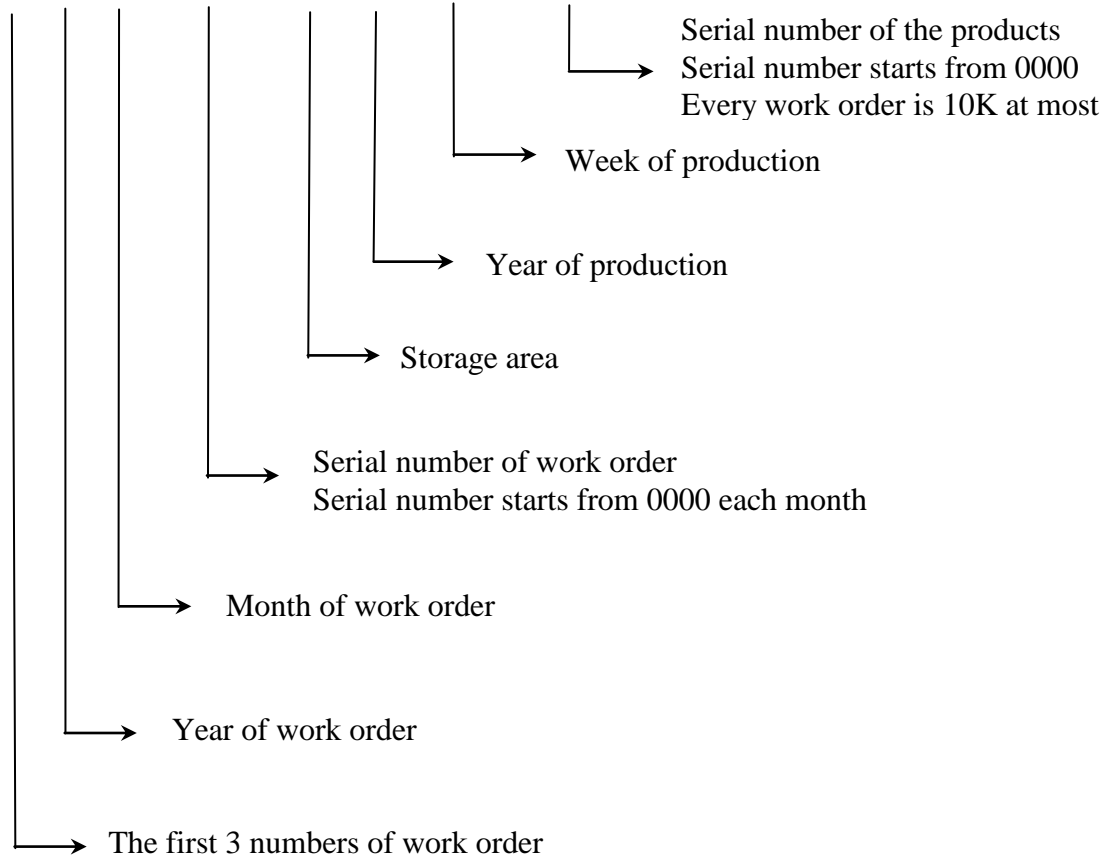 Serial number of the products
Serial number starts from 0000
Every work order is 10K at most
Week of production
Year of production
Storage area
Serial number of work order
Serial number starts from 0000 each month
Month of work order
Year of work order
The first 3 numbers of work order